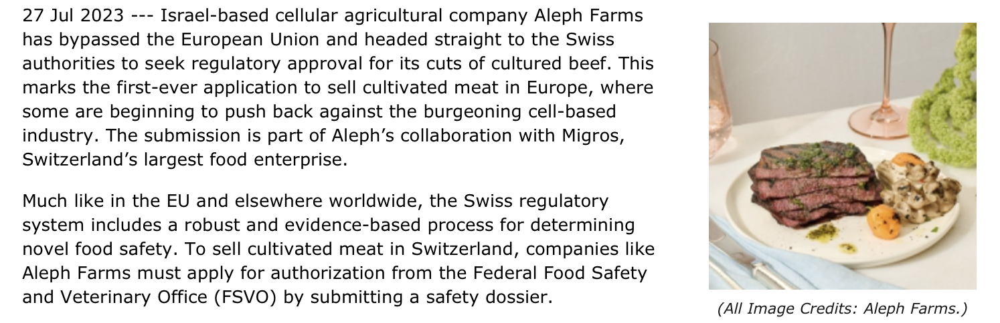 27 Jul 2023 --- Israel-based cellular agricultural company Aleph Farms
has bypassed the European Union and headed straight to the Swiss
authorities to seek regulatory approval for its cuts of cultured beef. This
marks the first-ever application to sell cultivated meat in Europe, where
some are beginning to push back against the burgeoning cell-based
industry. The submission is part of Aleph’s collaboration with Migros,
Switzerland’s largest food enterprise.
Much like in the EU and elsewhere worldwide, the Swiss regulatory
system includes a robust and evidence-based process for determining
novel food safety. To sell cultivated meat in Switzerland, companies like
Aleph Farms must apply for authorization from the Federal Food Safety
and Veterinary Office (FSVO) by submitting a safety dossier.
(All Image Credits: Aleph Farms.)